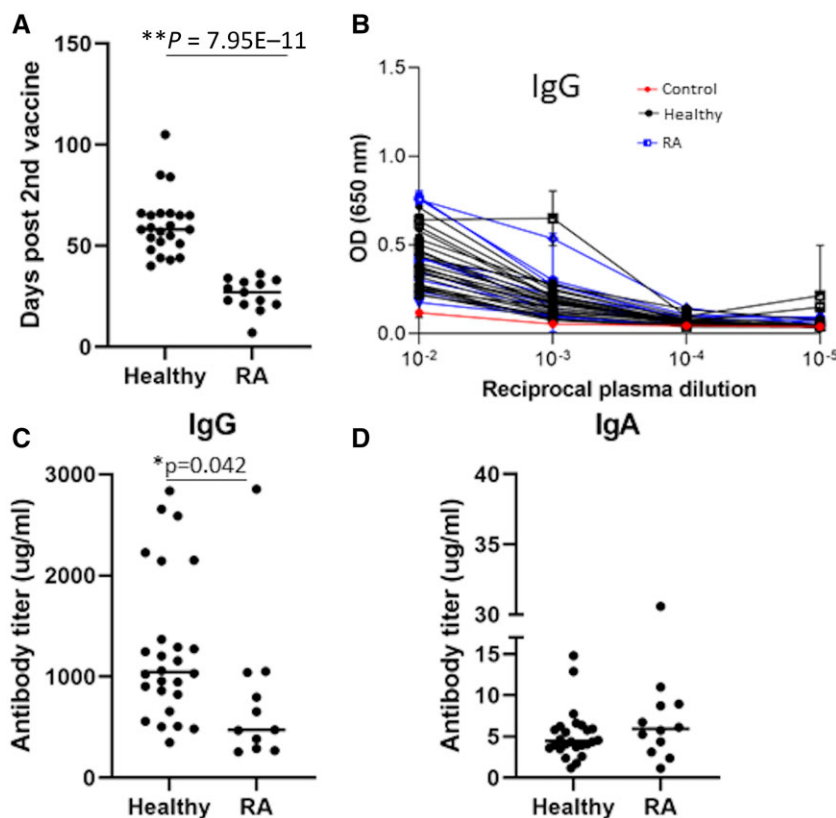 A
**P = 7.95E–11
Days post 2nd vaccine
150
100
50
0
Healthy RA
B
IgG
Control
Healthy
RA
OD (650 nm)
1.5
1.0
0.5
0.0
10-2 10-3 10-4 10-5
Reciprocal plasma dilution
C
IgG
*p=0.042
Antibody titer (ug/ml)
3000
2000
1000
0
Healthy RA
D
IgA
Antibody titer (ug/ml)
40
35
30
15
10
5
0
Healthy RA